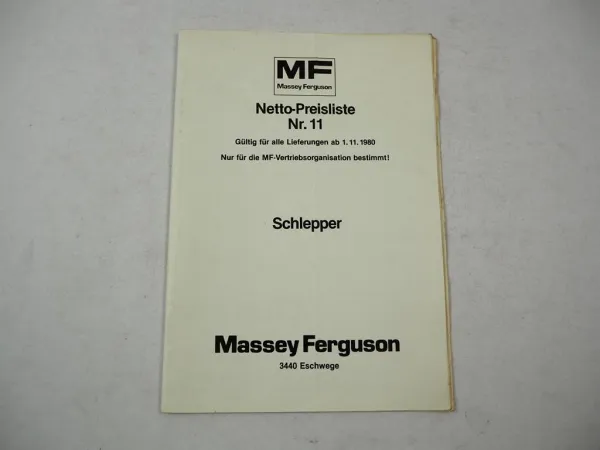 MF
Massey Ferguson
Netto-Preisliste
Nr. 11
Gültig für alle Lieferungen ab 1. 11. 1980
Nur für die MF-Vertriebsorganisation bestimmt!
Schlepper
Massey Ferguson
3440 Eschwege